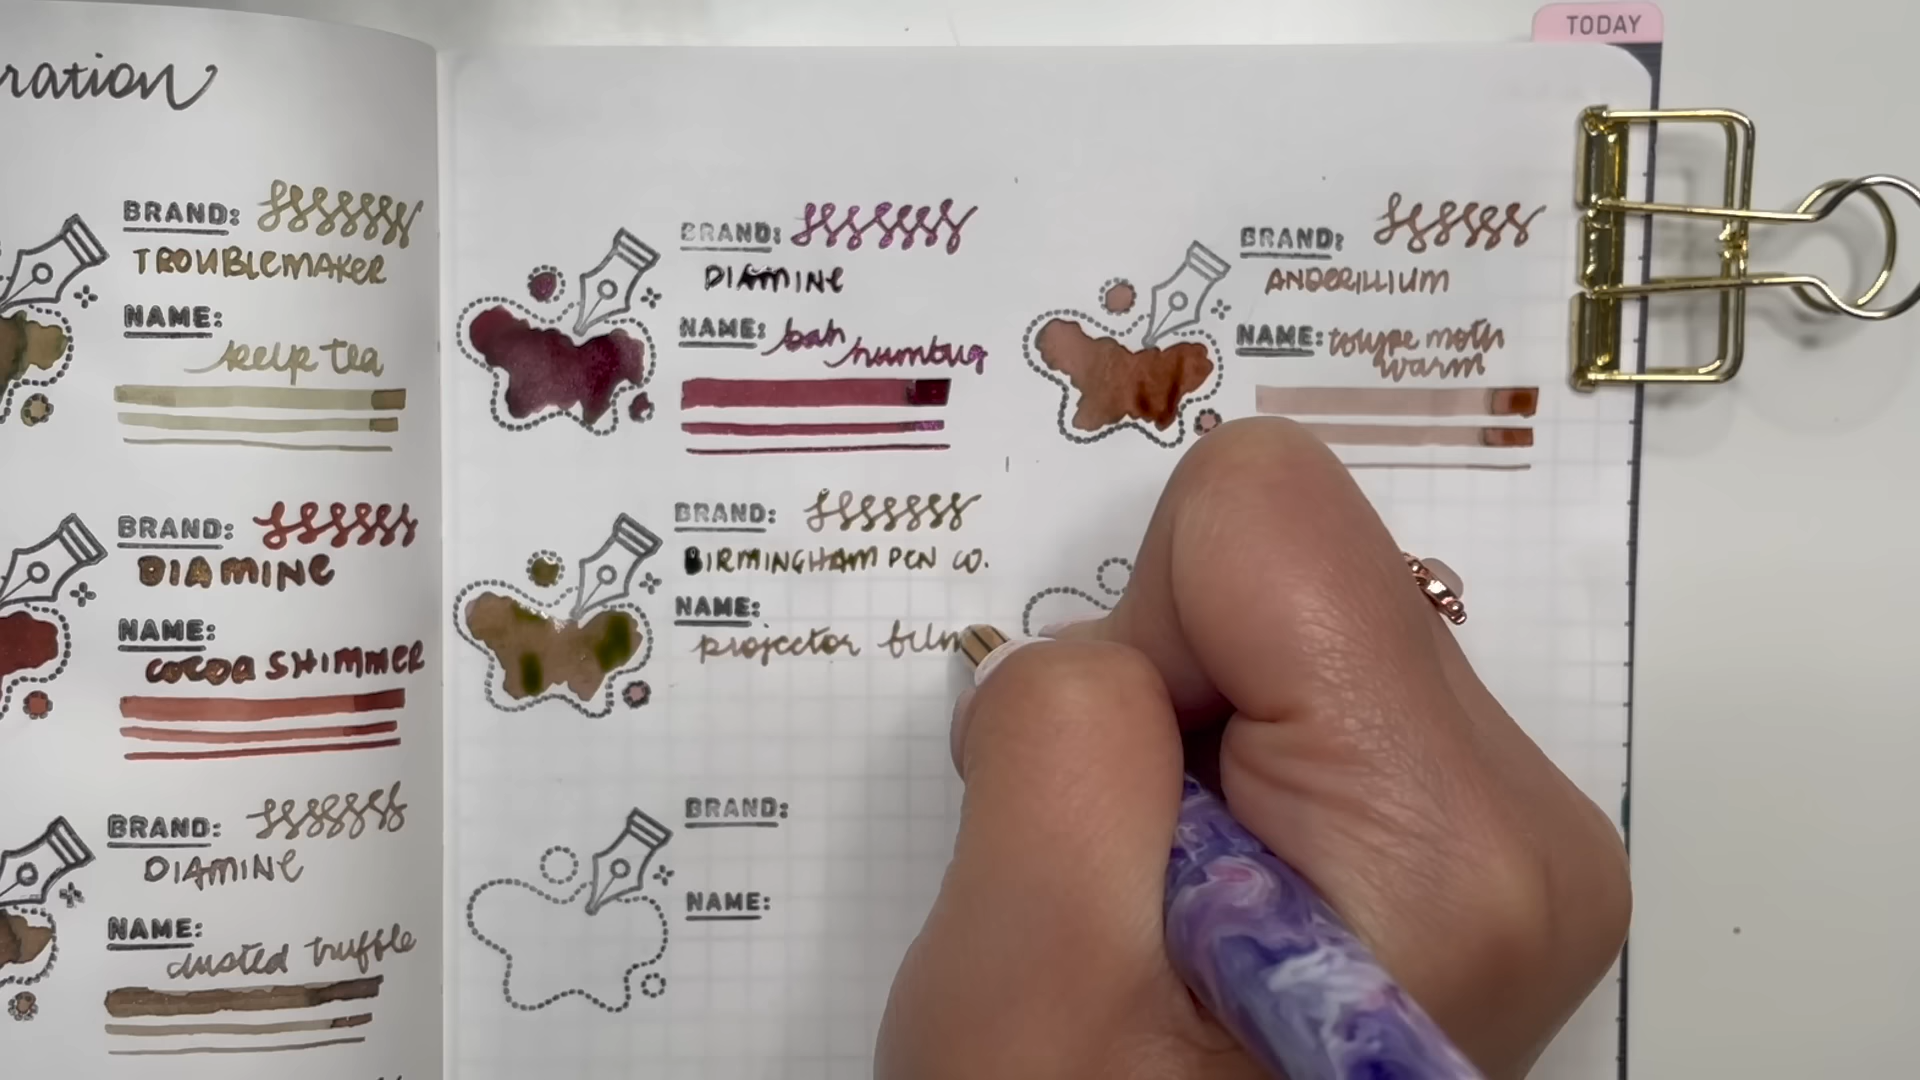 TODAY
ration
BRAND:
TROUBLEMAKER
NAME:
kelp tea
BRAND:
DIAMINE
NAME:
COCOA SHIMMER
BRAND:
DIAMINE
NAME:
dusted truffle
BRAND:
DIAMINE
NAME: bah
humbug
BRAND:
BIRMINGHAM PEN CO.
NAME:
projector film
BRAND:
NAME:
BRAND:
ANDERILLIUM
NAME: tolype moth
warm